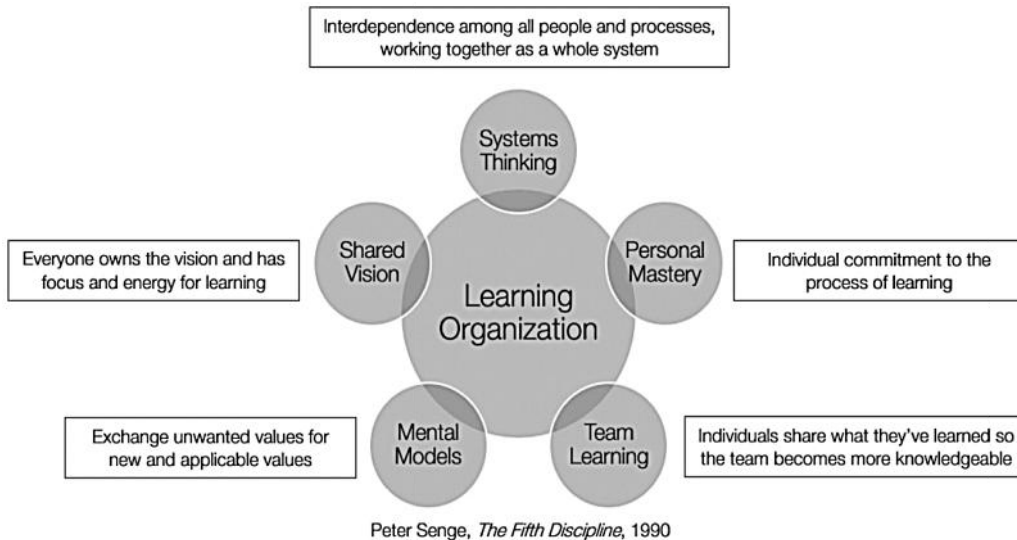 Interdependence among all people and processes,
working together as a whole system
Systems
Thinking
Shared
Vision
Personal
Mastery
Everyone owns the vision and has
focus and energy for learning
Individual commitment to the
process of learning
Learning
Organization
Mental
Models
Team
Learning
Exchange unwanted values for
new and applicable values
Individuals share what they've learned so
the team becomes more knowledgeable
Peter Senge, The Fifth Discipline, 1990